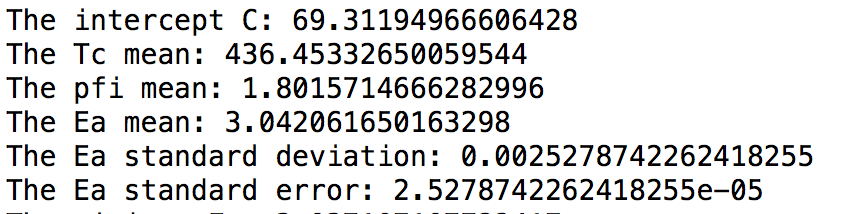 The intercept C: 69.31194966606428
The Tc mean: 436.45332650059544
The pfi mean: 1.8015714666282996
The Ea mean: 3.042061650163298
The Ea standard deviation: 0.0025278742262418255
The Ea standard error: 2.5278742262418255e-05